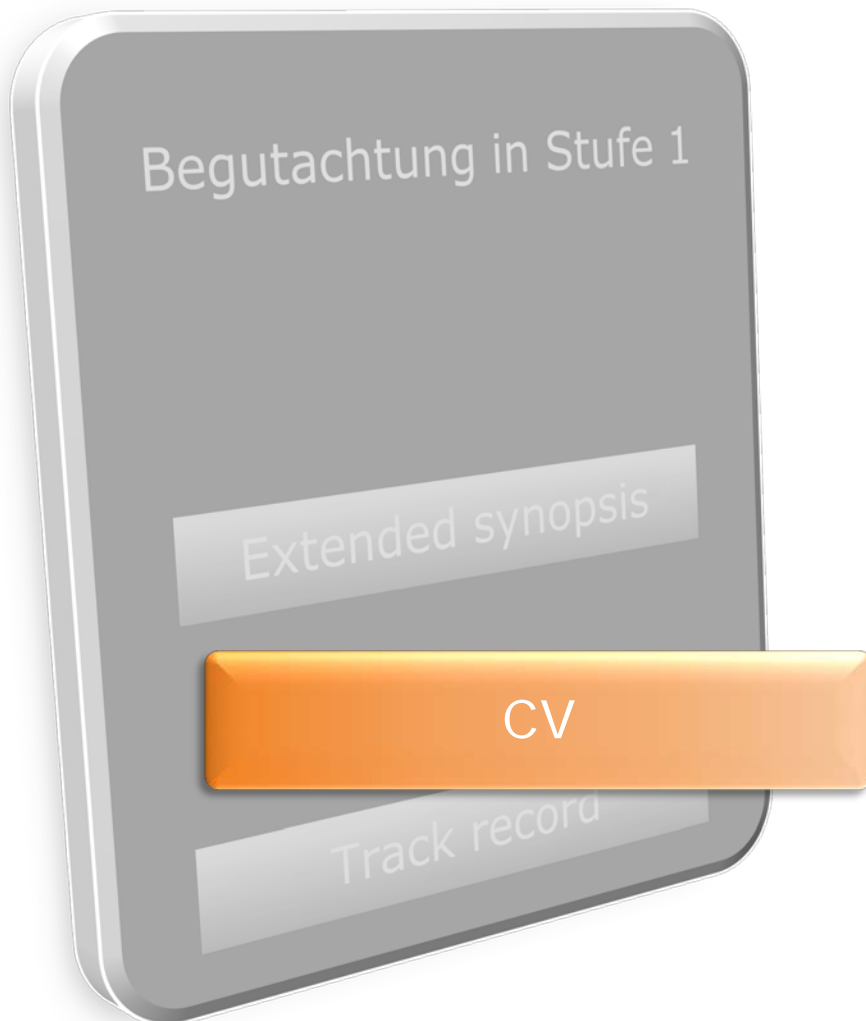 Begutachtung in Stufe 1
Extended synopsis
CV
Track record